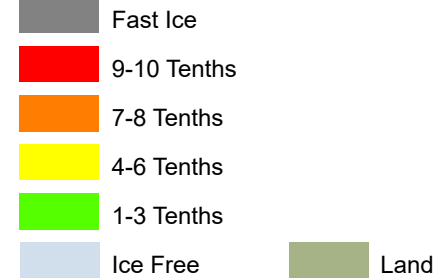 Fast Ice
9-10 Tenths
7-8 Tenths
4-6 Tenths
1-3 Tenths
Ice Free Land